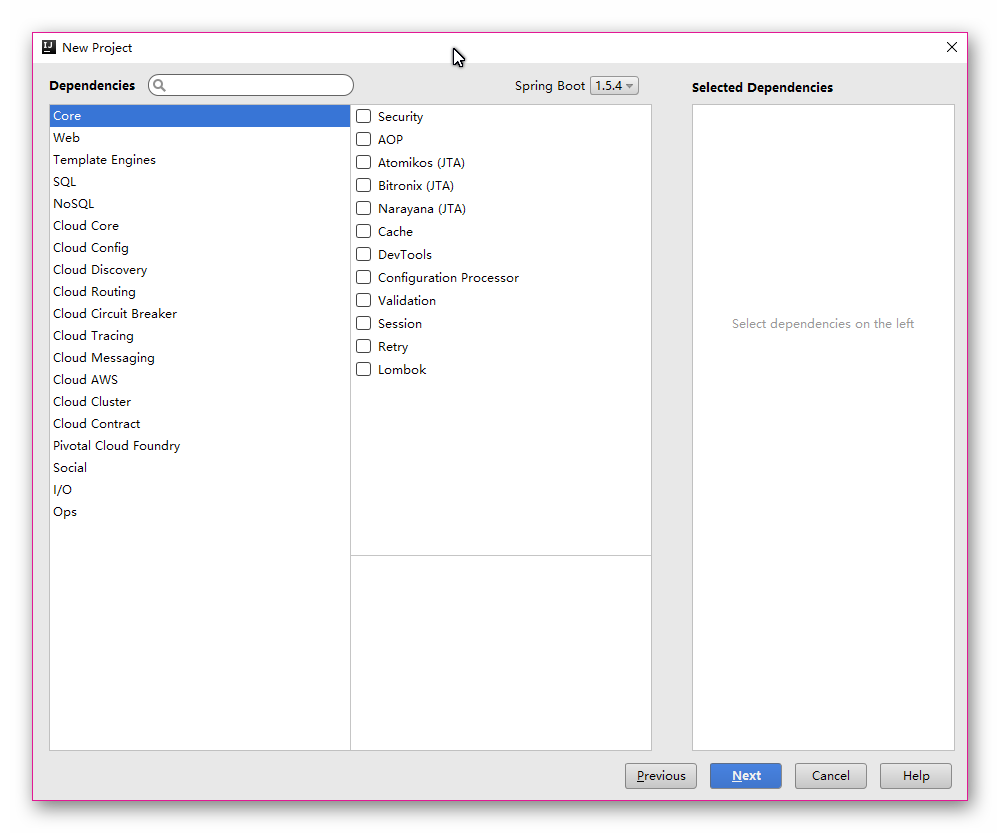 New Project
Dependencies
Spring Boot 1.5.4
Selected Dependencies
Core
Web
Template Engines
SQL
NoSQL
Cloud Core
Cloud Config
Cloud Discovery
Cloud Routing
Cloud Circuit Breaker
Cloud Tracing
Cloud Messaging
Cloud AWS
Cloud Cluster
Cloud Contract
Pivotal Cloud Foundry
Social
I/O
Ops
Security
AOP
Atomikos (JTA)
Bitronix (JTA)
Narayana (JTA)
Cache
DevTools
Configuration Processor
Validation
Session
Retry
Lombok
Select dependencies on the left
Previous
Next
Cancel
Help